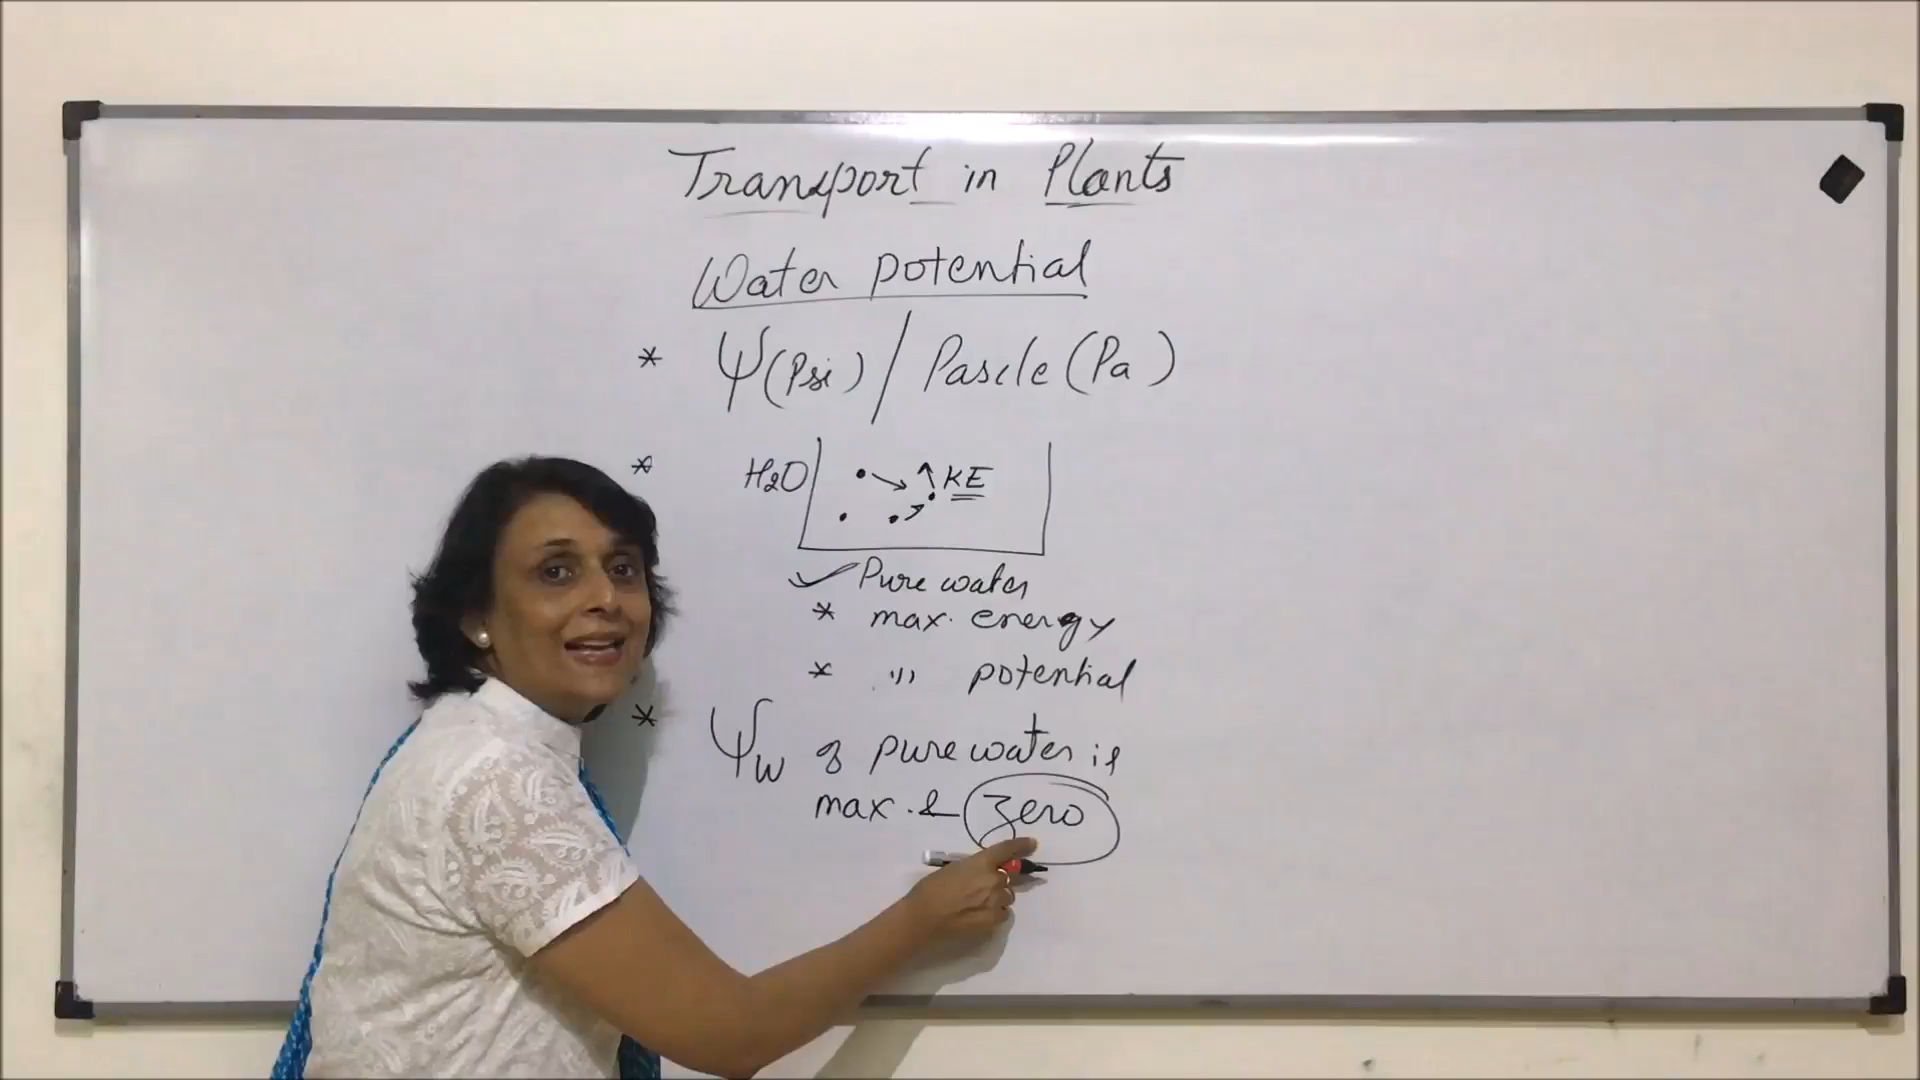 Transport in Plants
Water potential
* Ψ(Psi) / Pascle (Pa)
* H₂O KE
✓ Pure water
* max. energy
* ,,, potential
* Ψw of pure water is
max. & zero